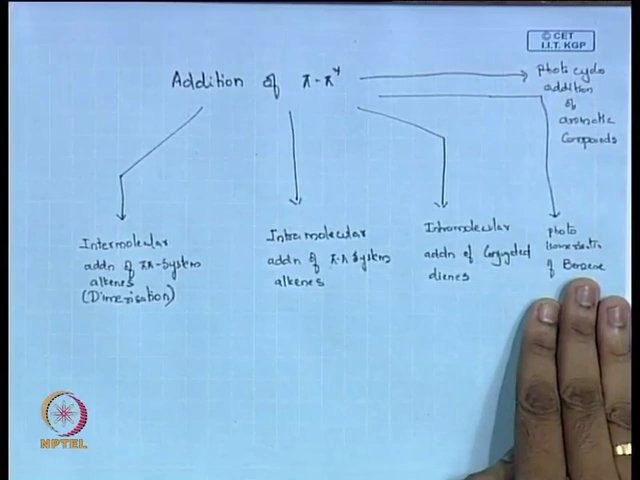 © CET
I.I.T. KGP
Addition of π-π*
Photo cyclo
addition
of
aromatic
Compounds
Intermolecular
addn of ππ-System
alkenes
(Dimerisation)
Intramolecular
addn of π-π System
alkenes
Intramolecular
addn of Conjugated
dienes
photo
of Benzene
NPTEL